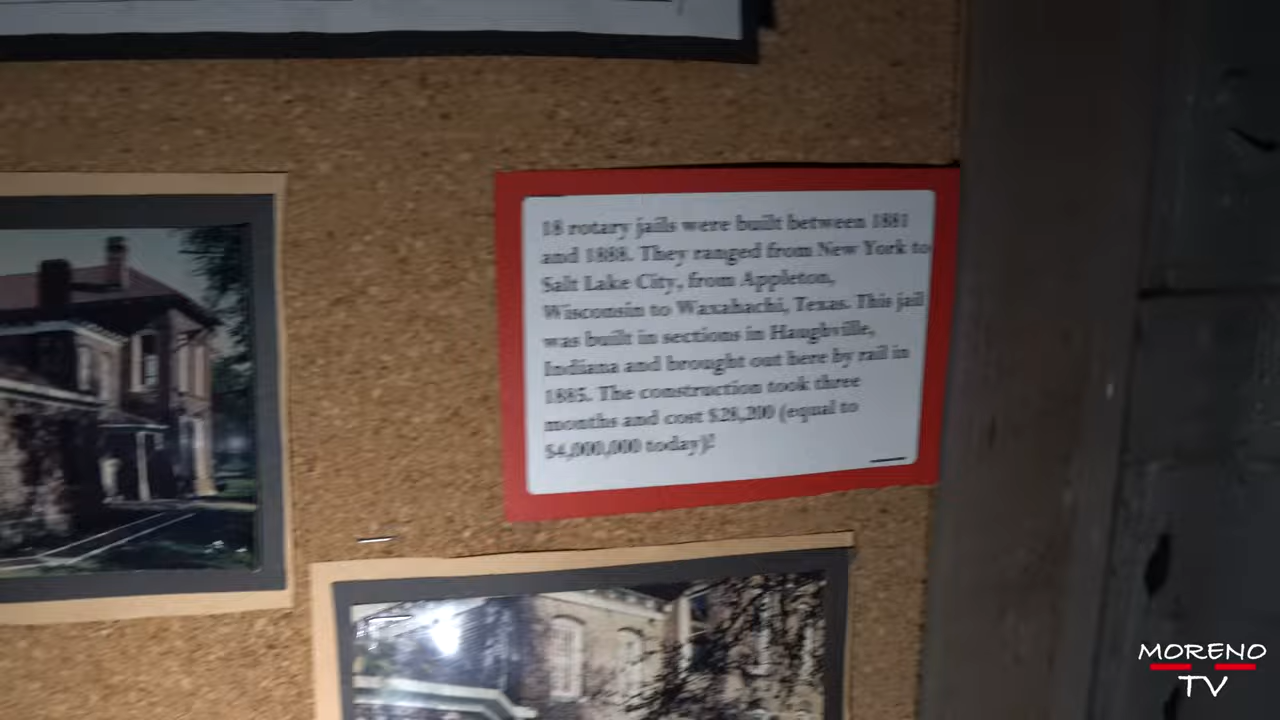 18 rotary jails were built between 1881
and 1888. They ranged from New York to
Salt Lake City, from Appleton,
Wisconsin to Waxahachi, Texas. This jail
was built in sections in Haughville,
Indiana and brought out here by rail in
1885. The construction took three
months and cost $28,200 (equal to
$4,000,000 today)!
MORENO
TV